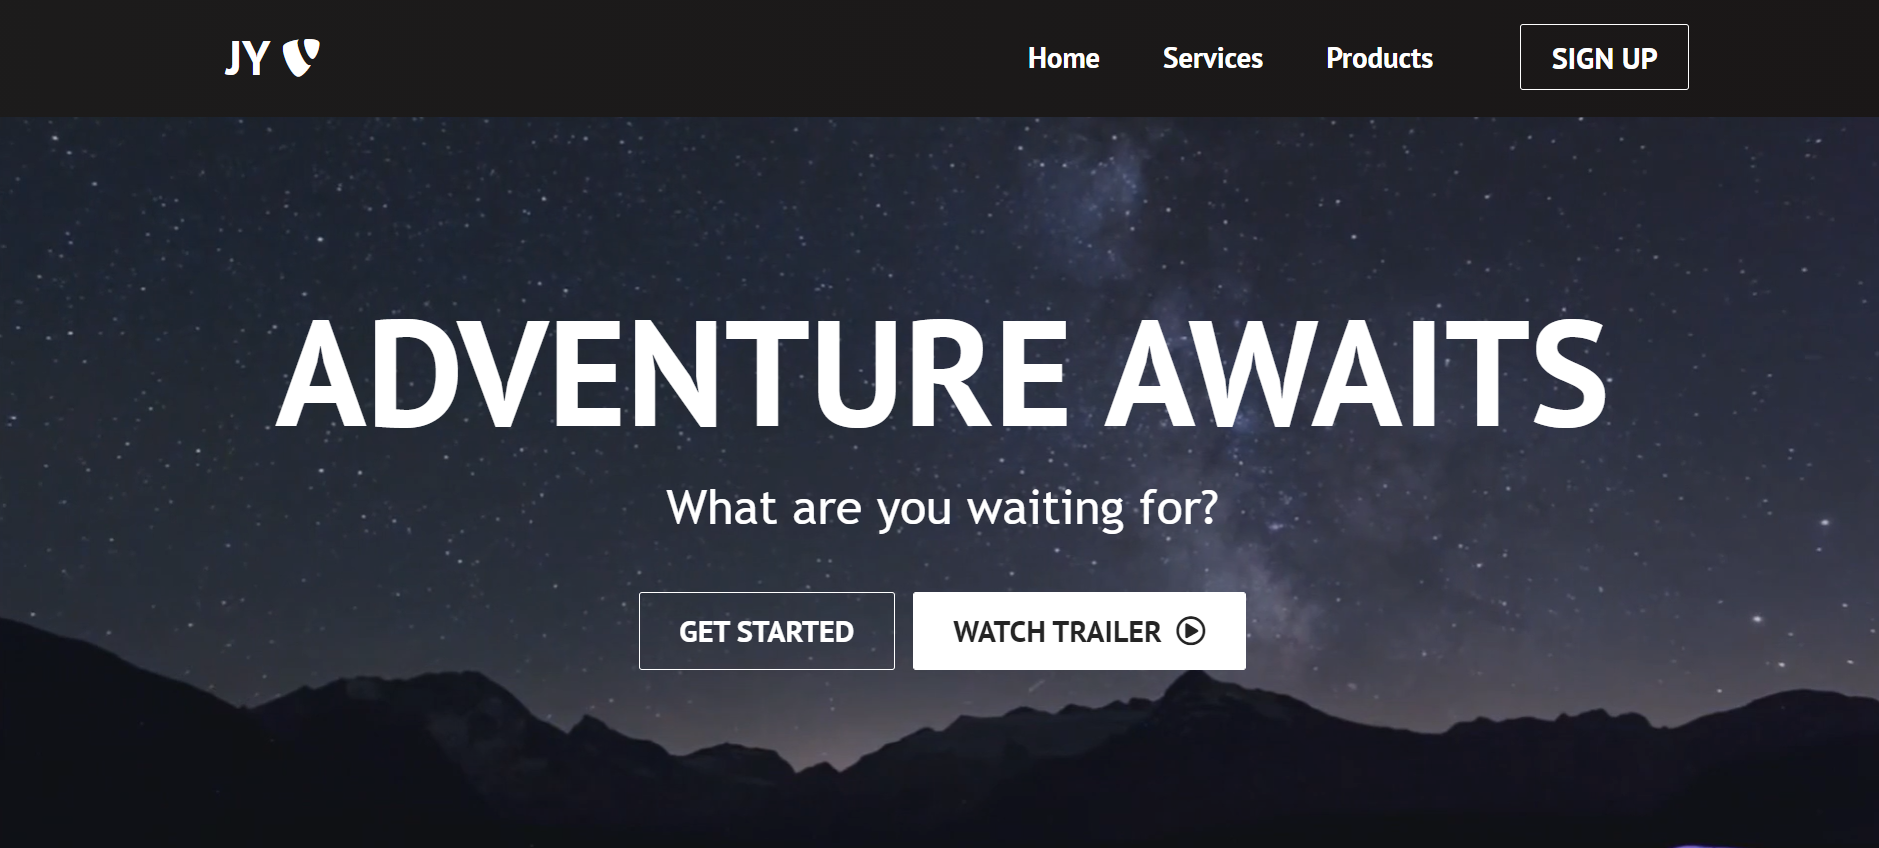 JY
Home Services Products SIGN UP
ADVENTURE AWAITS
What are you waiting for?
GET STARTED WATCH TRAILER